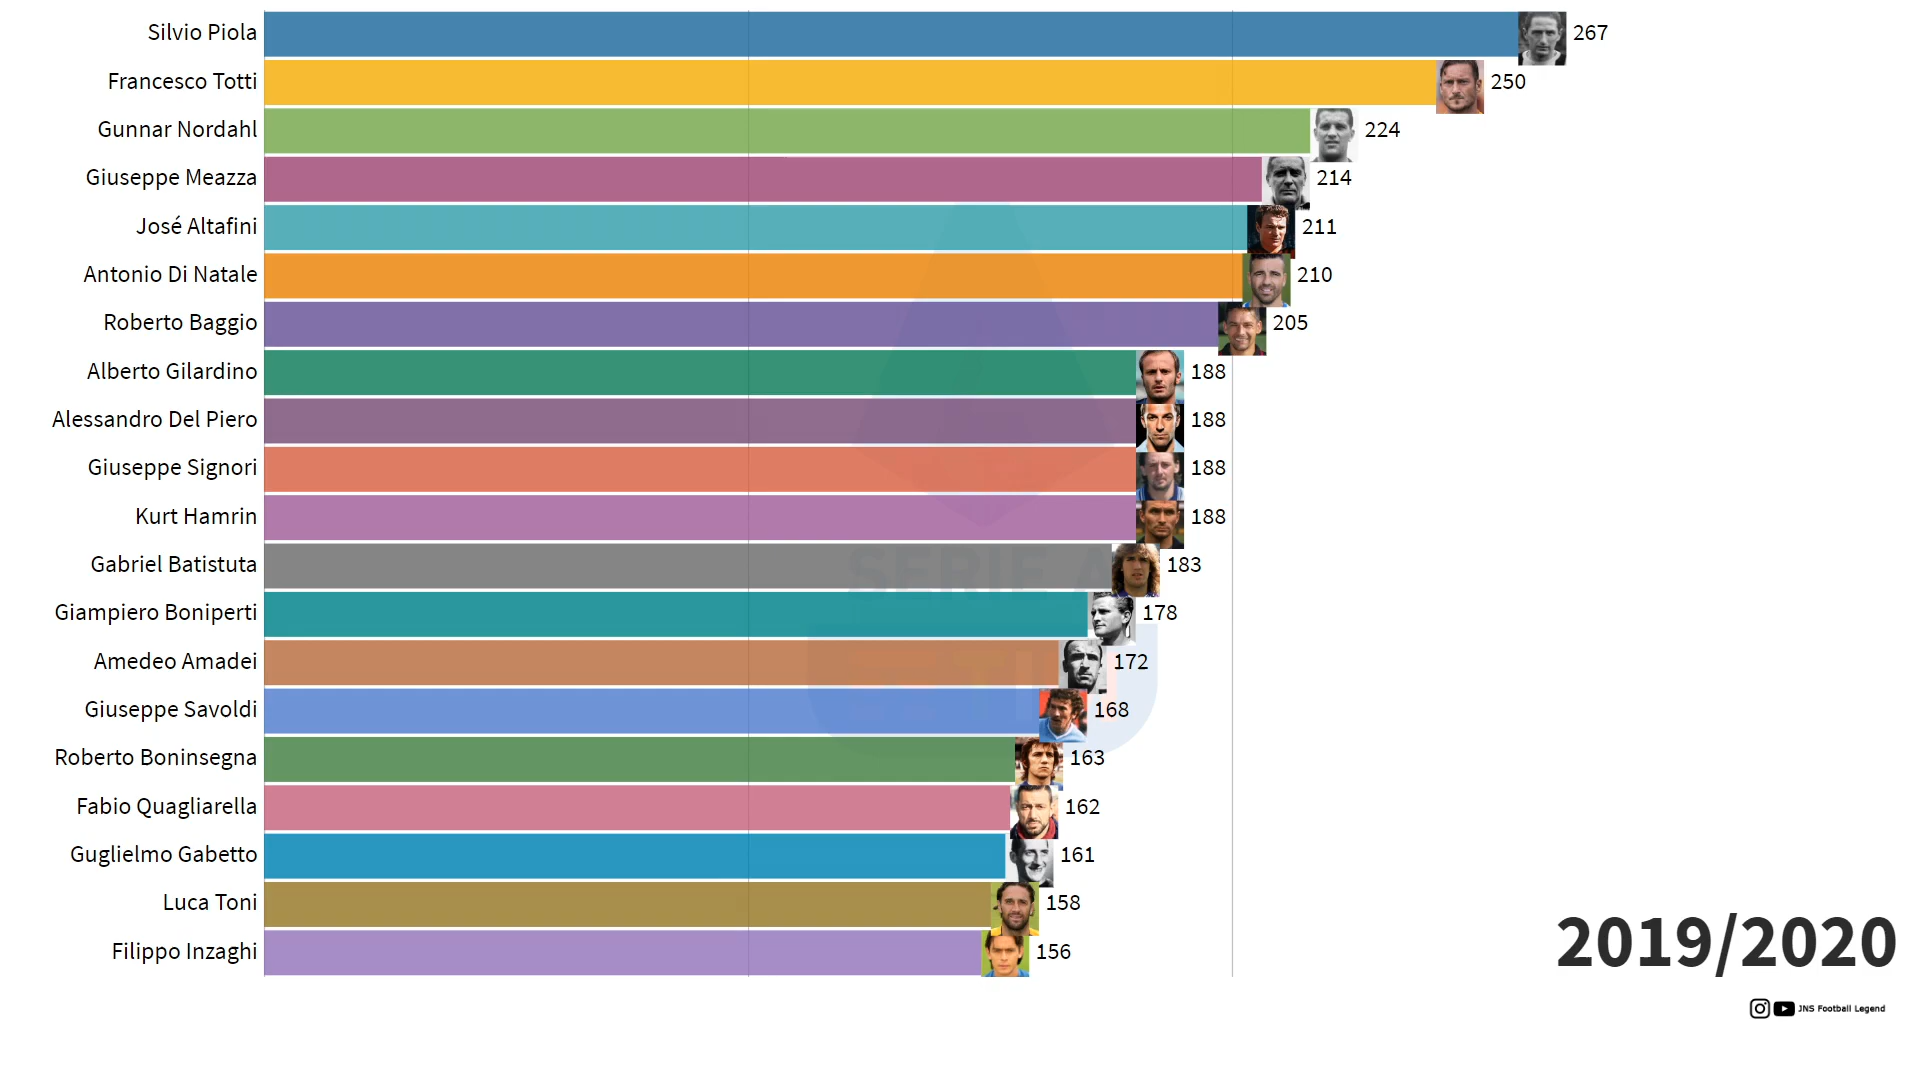 Silvio Piola 267
Francesco Totti 250
Gunnar Nordahl 224
Giuseppe Meazza 214
José Altafini 211
Antonio Di Natale 210
Roberto Baggio 205
Alberto Gilardino 188
Alessandro Del Piero 188
Giuseppe Signori 188
Kurt Hamrin 188
Gabriel Batistuta 183
SERIE A
Giampiero Boniperti 178
Amedeo Amadei 172
TIM
Giuseppe Savoldi 168
Roberto Boninsegna 163
Fabio Quagliarella 162
Guglielmo Gabetto 161
Luca Toni 158
Filippo Inzaghi 156
2019/2020
JNS Football Legend